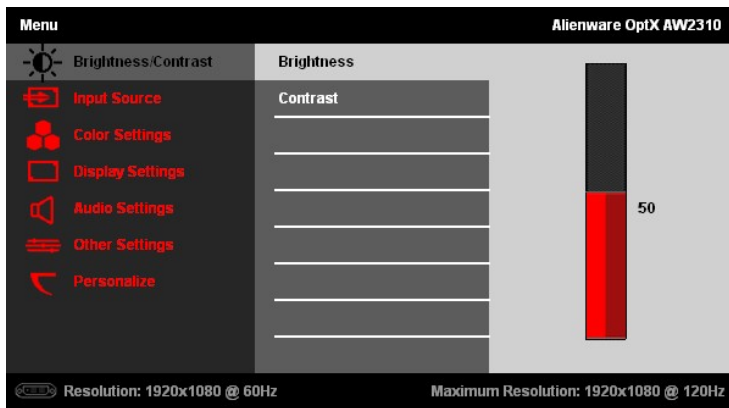 Menu Alienware OptX AW2310
Brightness/Contrast Brightness
Input Source Contrast
Color Settings
Display Settings
Audio Settings 50
Other Settings
Personalize
Resolution: 1920x1080 @ 60Hz Maximum Resolution: 1920x1080 @ 120Hz